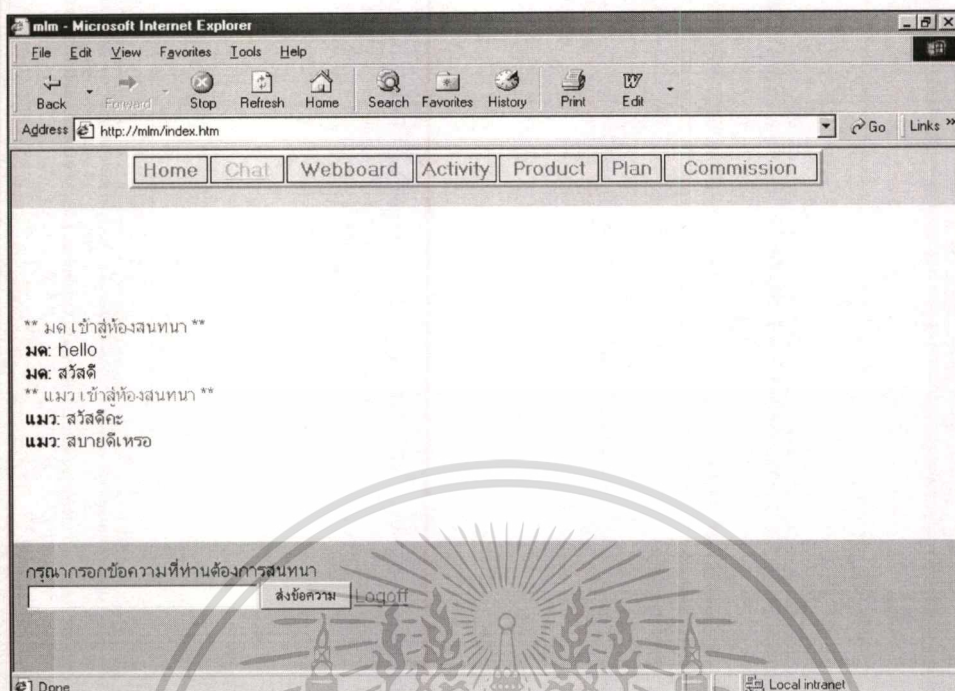 mlm - Microsoft Internet Explorer
File Edit View Favorites Tools Help
Back Forward Stop Refresh Home Search Favorites History Print Edit
Address http://mlm/index.htm Go Links »
Home Chat Webboard Activity Product Plan Commission
** มด เข้าสู่ห้องสนทนา **
มด: hello
มด: สวัสดี
** แมว เข้าสู่ห้องสนทนา **
แมว: สวัสดีคะ
แมว: สบายดีเหรอ
กรุณากรอกข้อความที่ท่านต้องการสนทนา
ส่งข้อความ Logoff
Done Local intranet